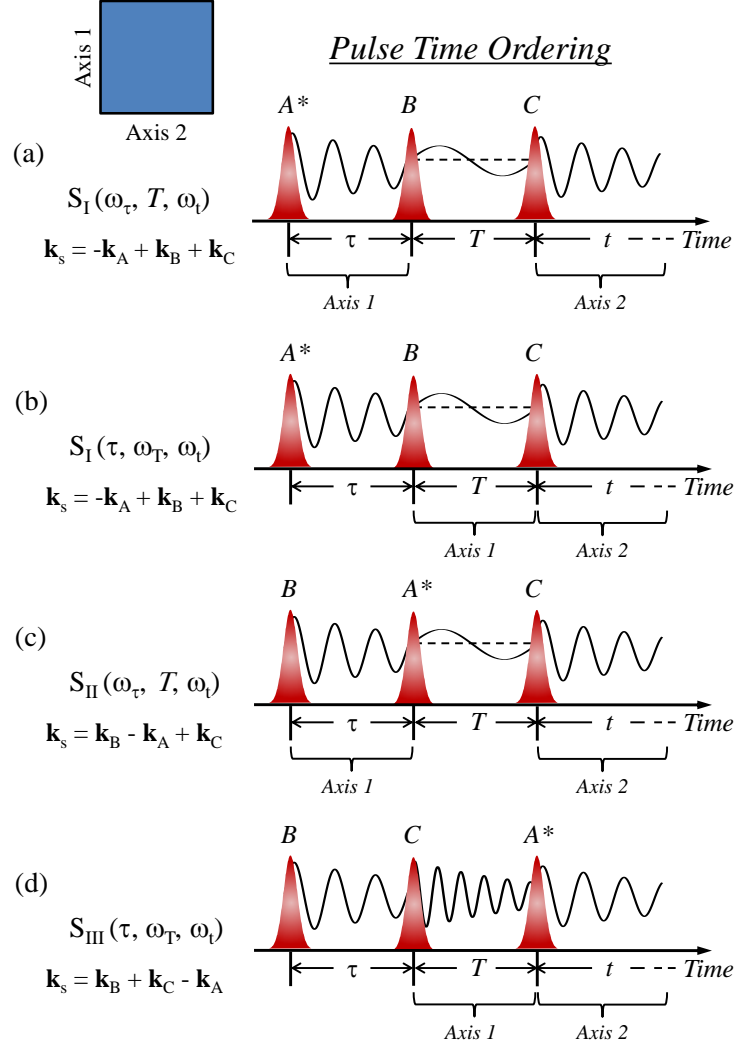 Axis 1
Axis 2
Pulse Time Ordering
(a)
A* B C
S_I (ω_τ, T, ω_t)
k_s = -k_A + k_B + k_C
τ T t Time
Axis 1 Axis 2
(b)
A* B C
S_I (τ, ω_T, ω_t)
k_s = -k_A + k_B + k_C
τ T t Time
Axis 1 Axis 2
(c)
B A* C
S_II (ω_τ, T, ω_t)
k_s = k_B - k_A + k_C
τ T t Time
Axis 1 Axis 2
(d)
B C A*
S_III (τ, ω_T, ω_t)
k_s = k_B + k_C - k_A
τ T t Time
Axis 1 Axis 2